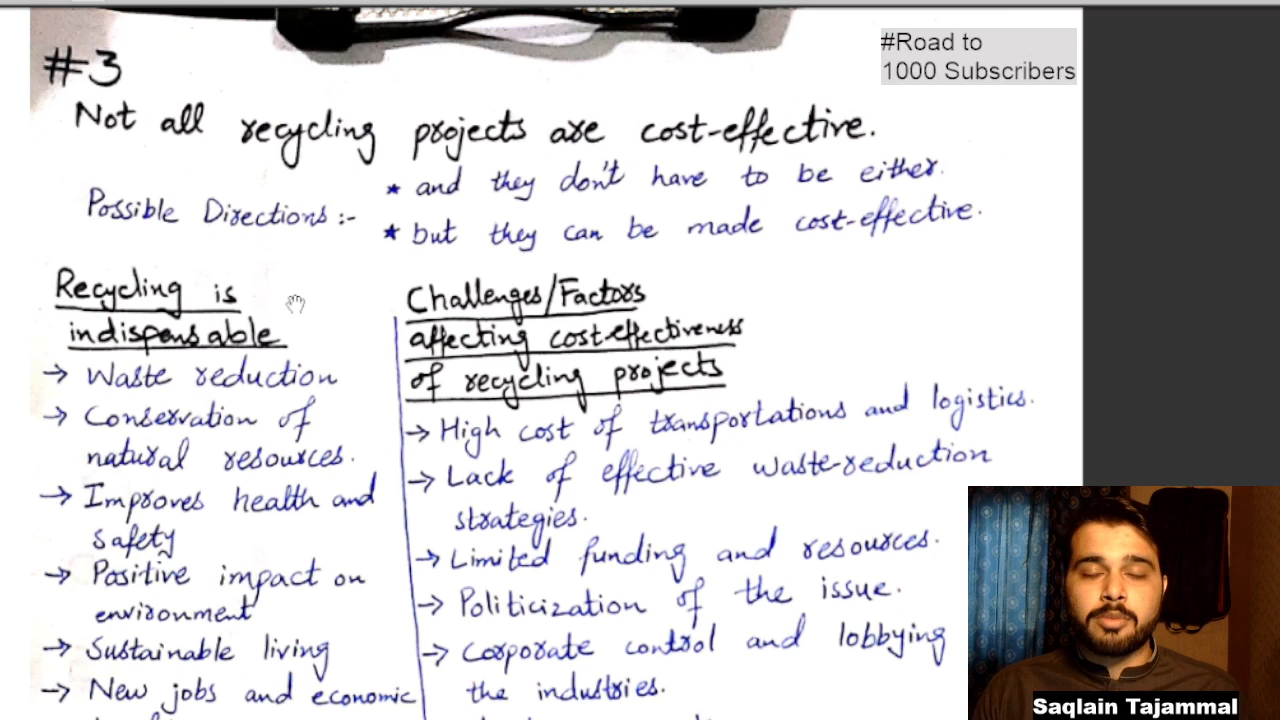 #Road to
1000 Subscribers
#3
Not all recycling projects are cost-effective.
Possible Directions :-
* and they don't have to be either.
* but they can be made cost-effective.
Recycling is
indispensable
→ Waste reduction
→ Conservation of
natural resources.
→ Improves health and
safety
→ Positive impact on
environment
→ Sustainable living
→ New jobs and economic
Challenges/Factors
affecting cost-effectiveness
of recycling projects
→ High cost of transportations and logistics.
→ Lack of effective waste-reduction
strategies.
→ Limited funding and resources.
→ Politicization of the issue.
→ Corporate control and lobbying
the industries.
Saqlain Tajammal